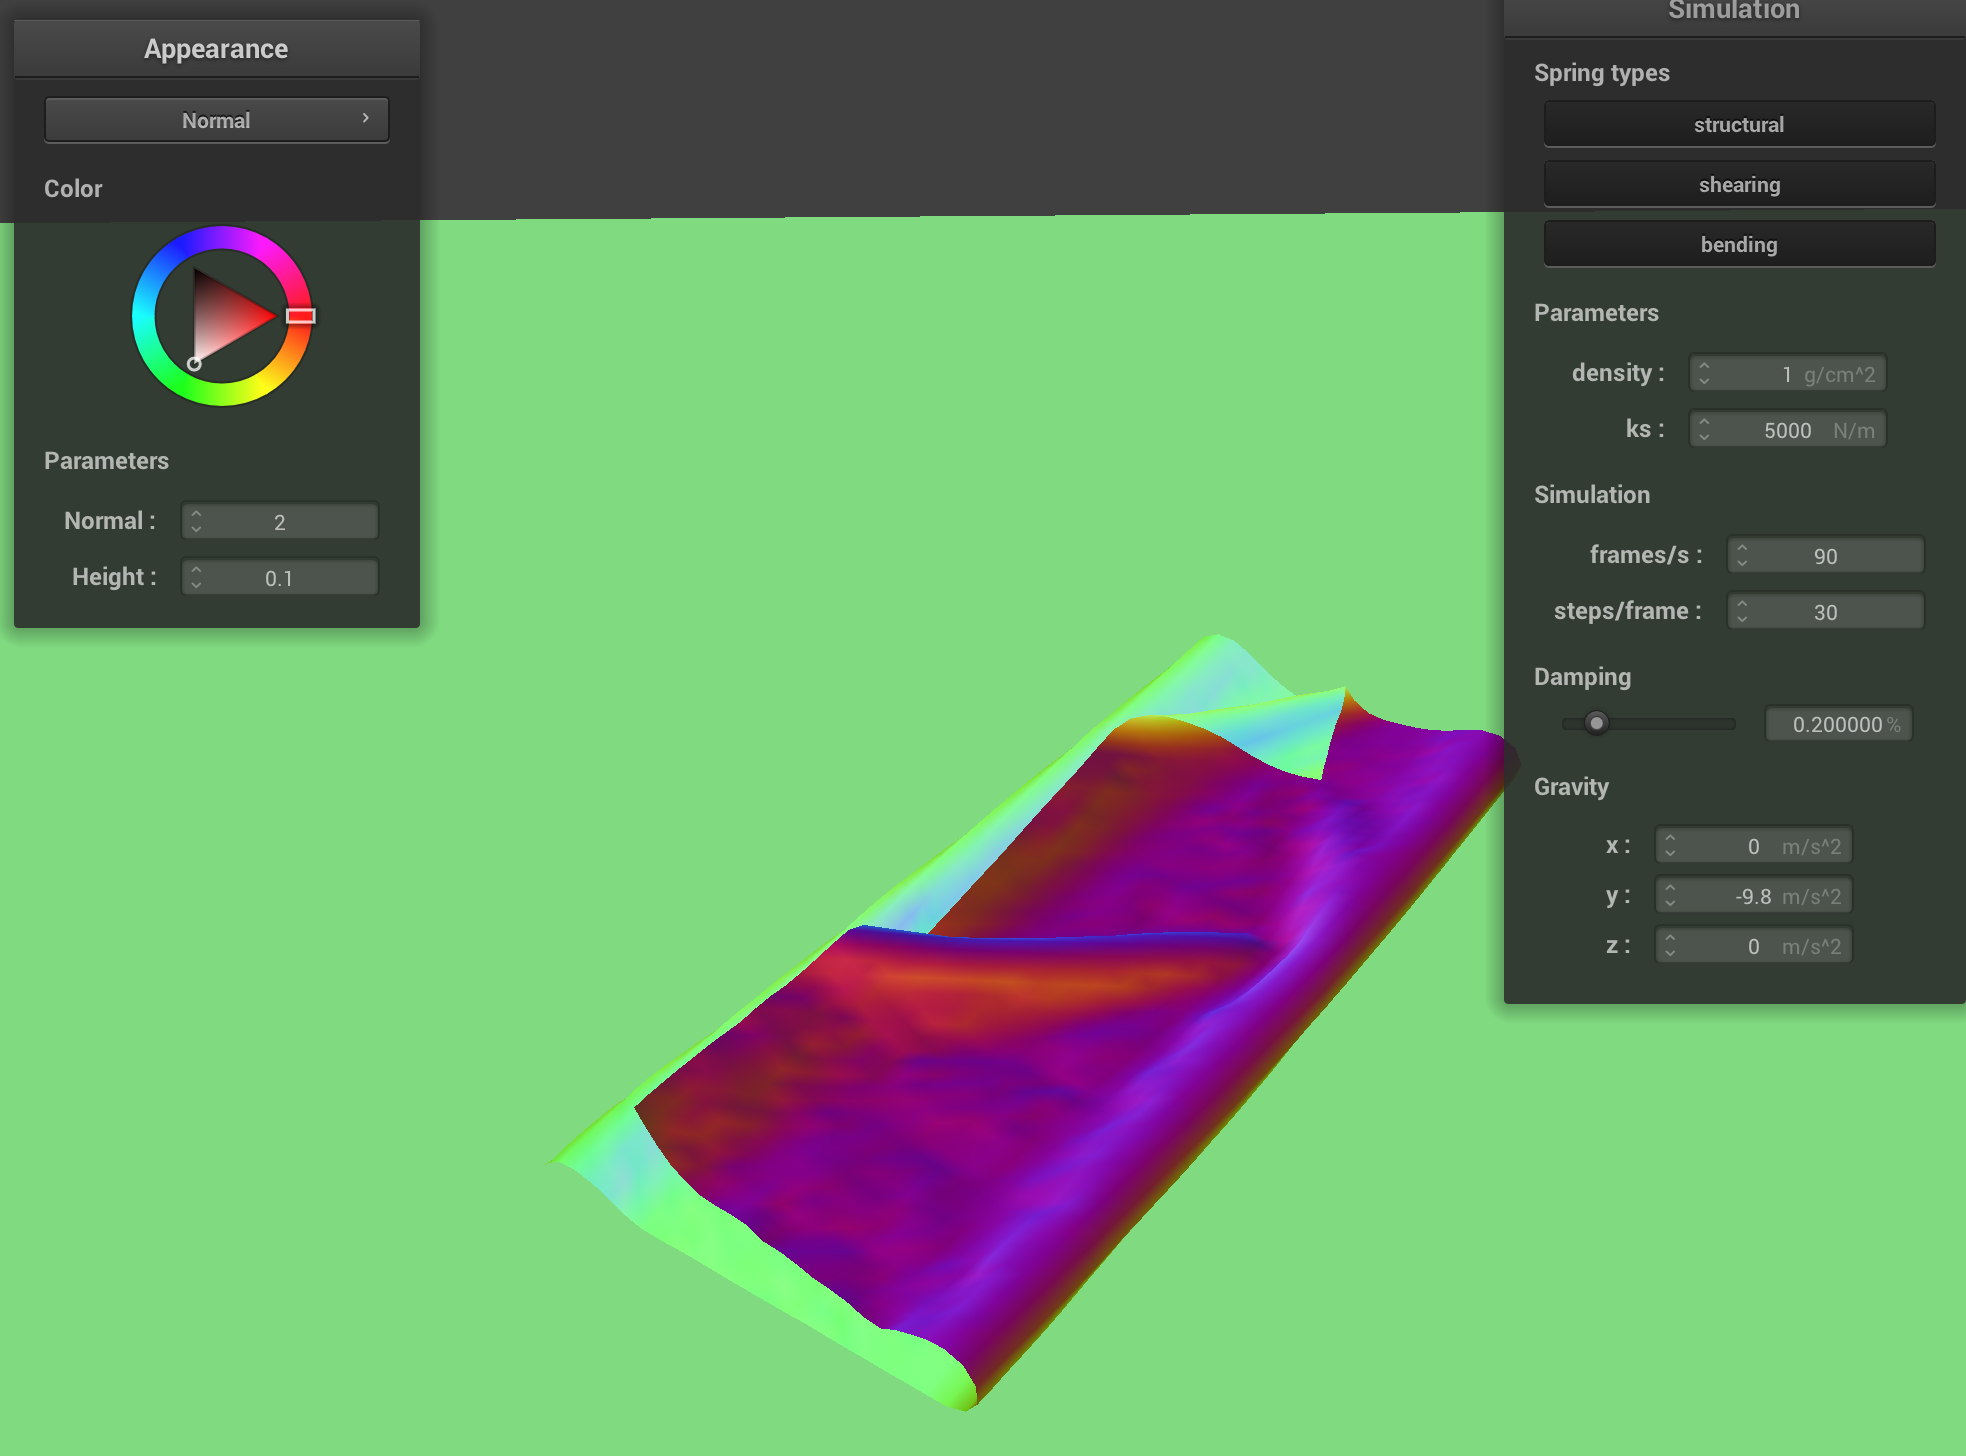 Appearance
Normal
Color
Parameters
Normal : 2
Height : 0.1
Simulation
Spring types
structural
shearing
bending
Parameters
density : 1 g/cm^2
ks : 5000 N/m
Simulation
frames/s : 90
steps/frame : 30
Damping
0.200000 %
Gravity
x : 0 m/s^2
y : -9.8 m/s^2
z : 0 m/s^2